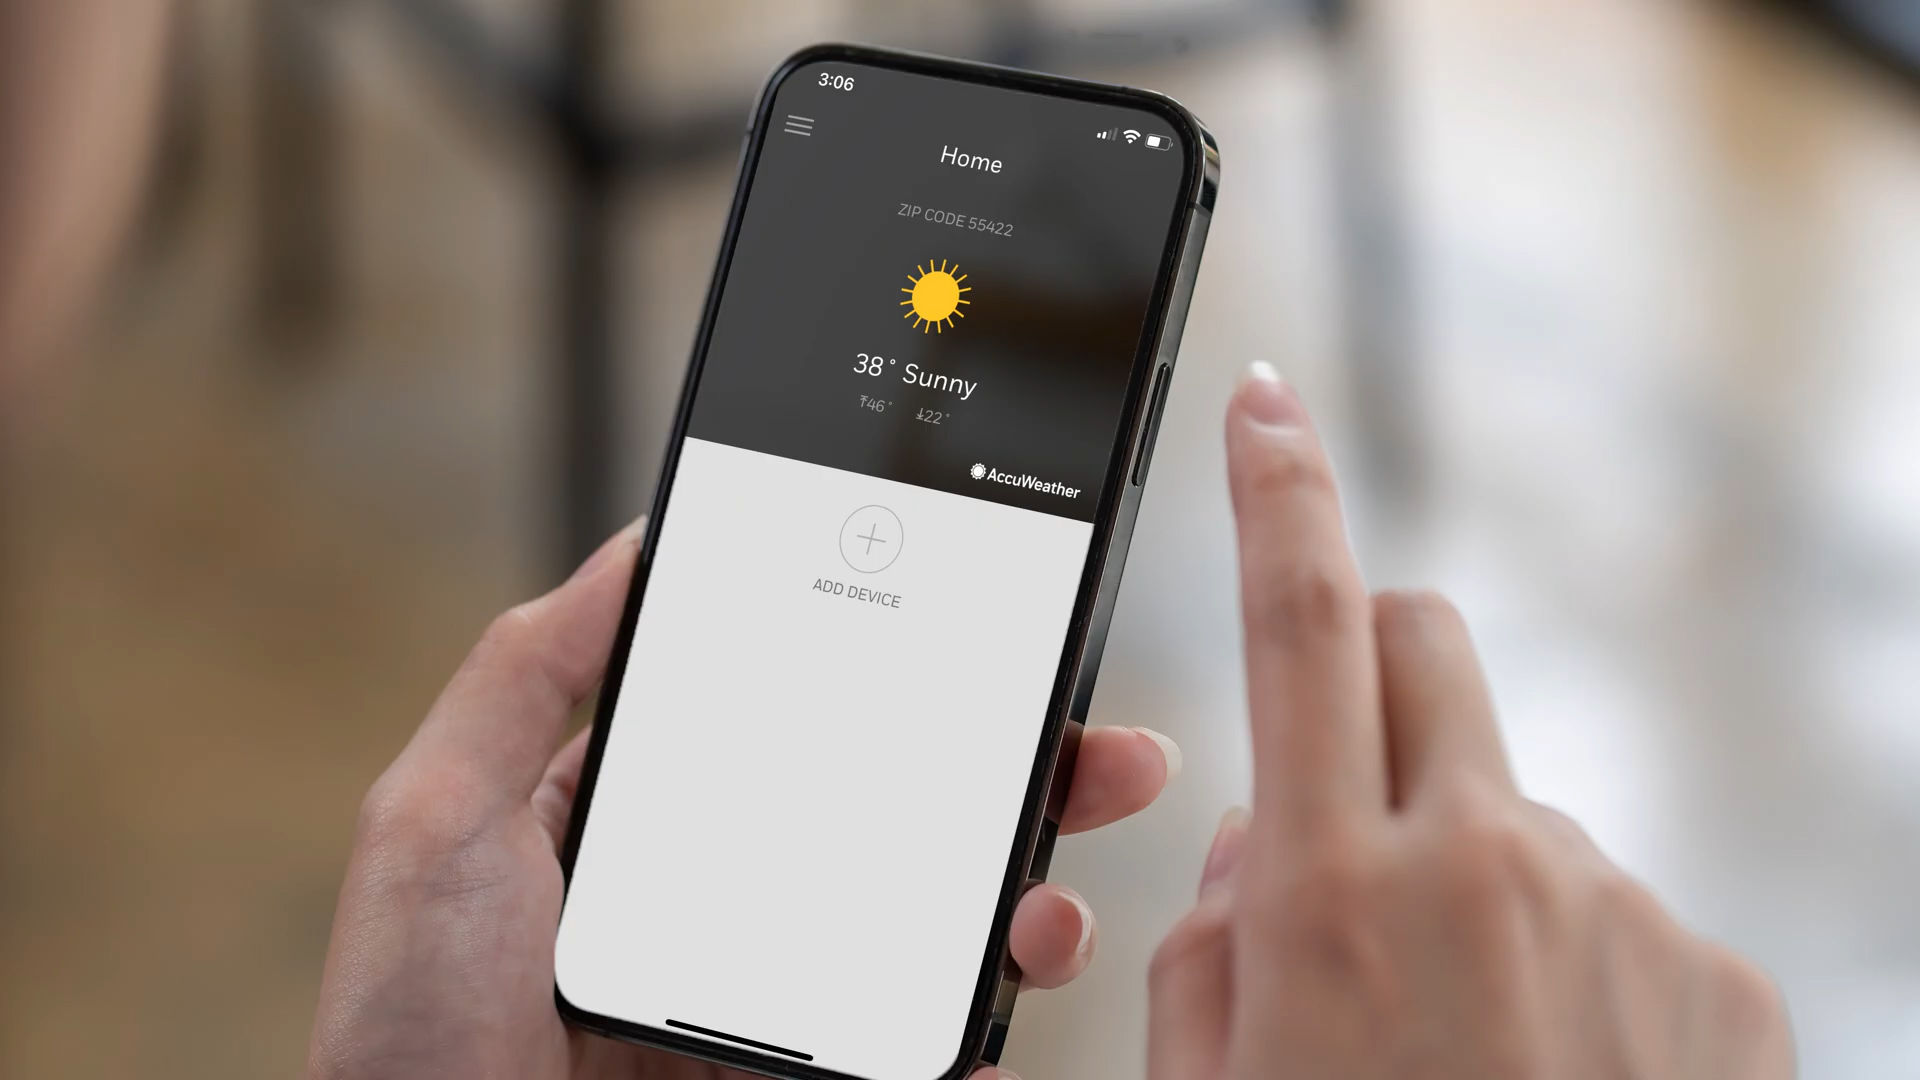 3:06
Home
ZIP CODE 55422
38° Sunny
46° 22°
AccuWeather
ADD DEVICE